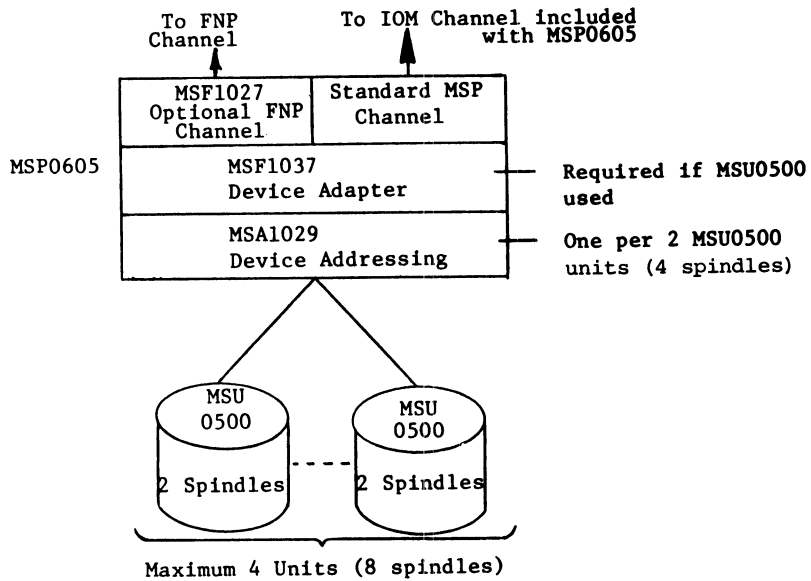 To FNP
Channel
To IOM Channel included
with MSP0605
MSF1027
Optional FNP
Channel
Standard MSP
Channel
MSP0605
MSF1037
Device Adapter
Required if MSU0500
used
MSA1029
Device Addressing
One per 2 MSU0500
units (4 spindles)
MSU
0500
2 Spindles
MSU
0500
2 Spindles
Maximum 4 Units (8 spindles)